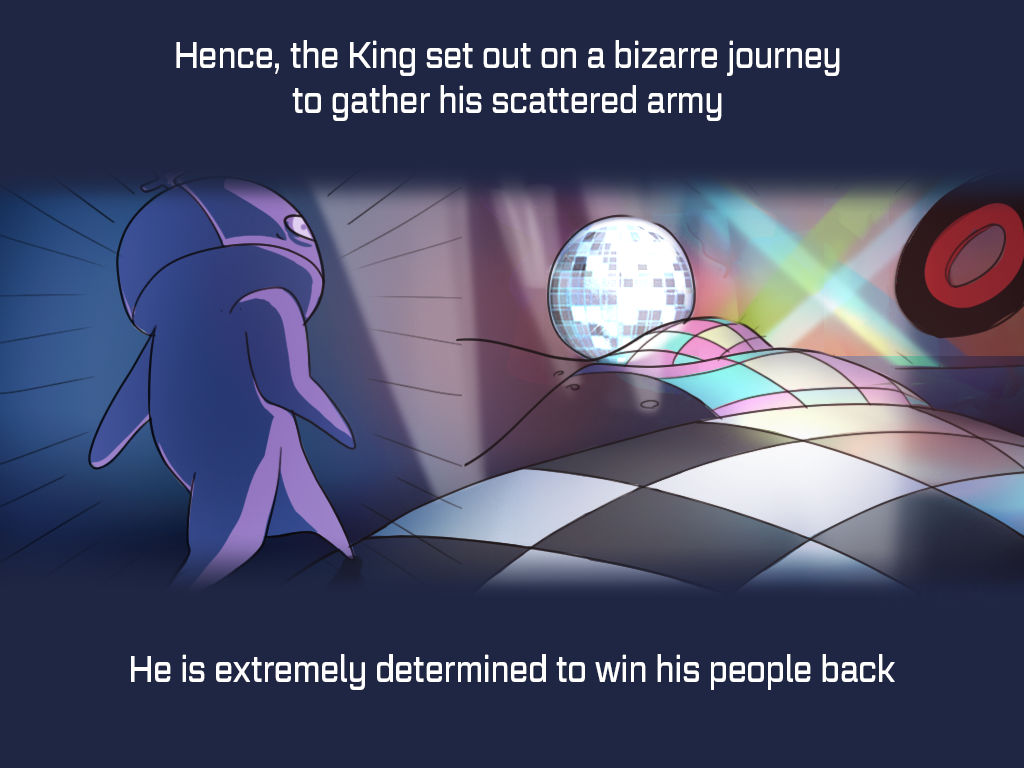 Hence, the King set out on a bizarre journey
to gather his scattered army
He is extremely determined to win his people back